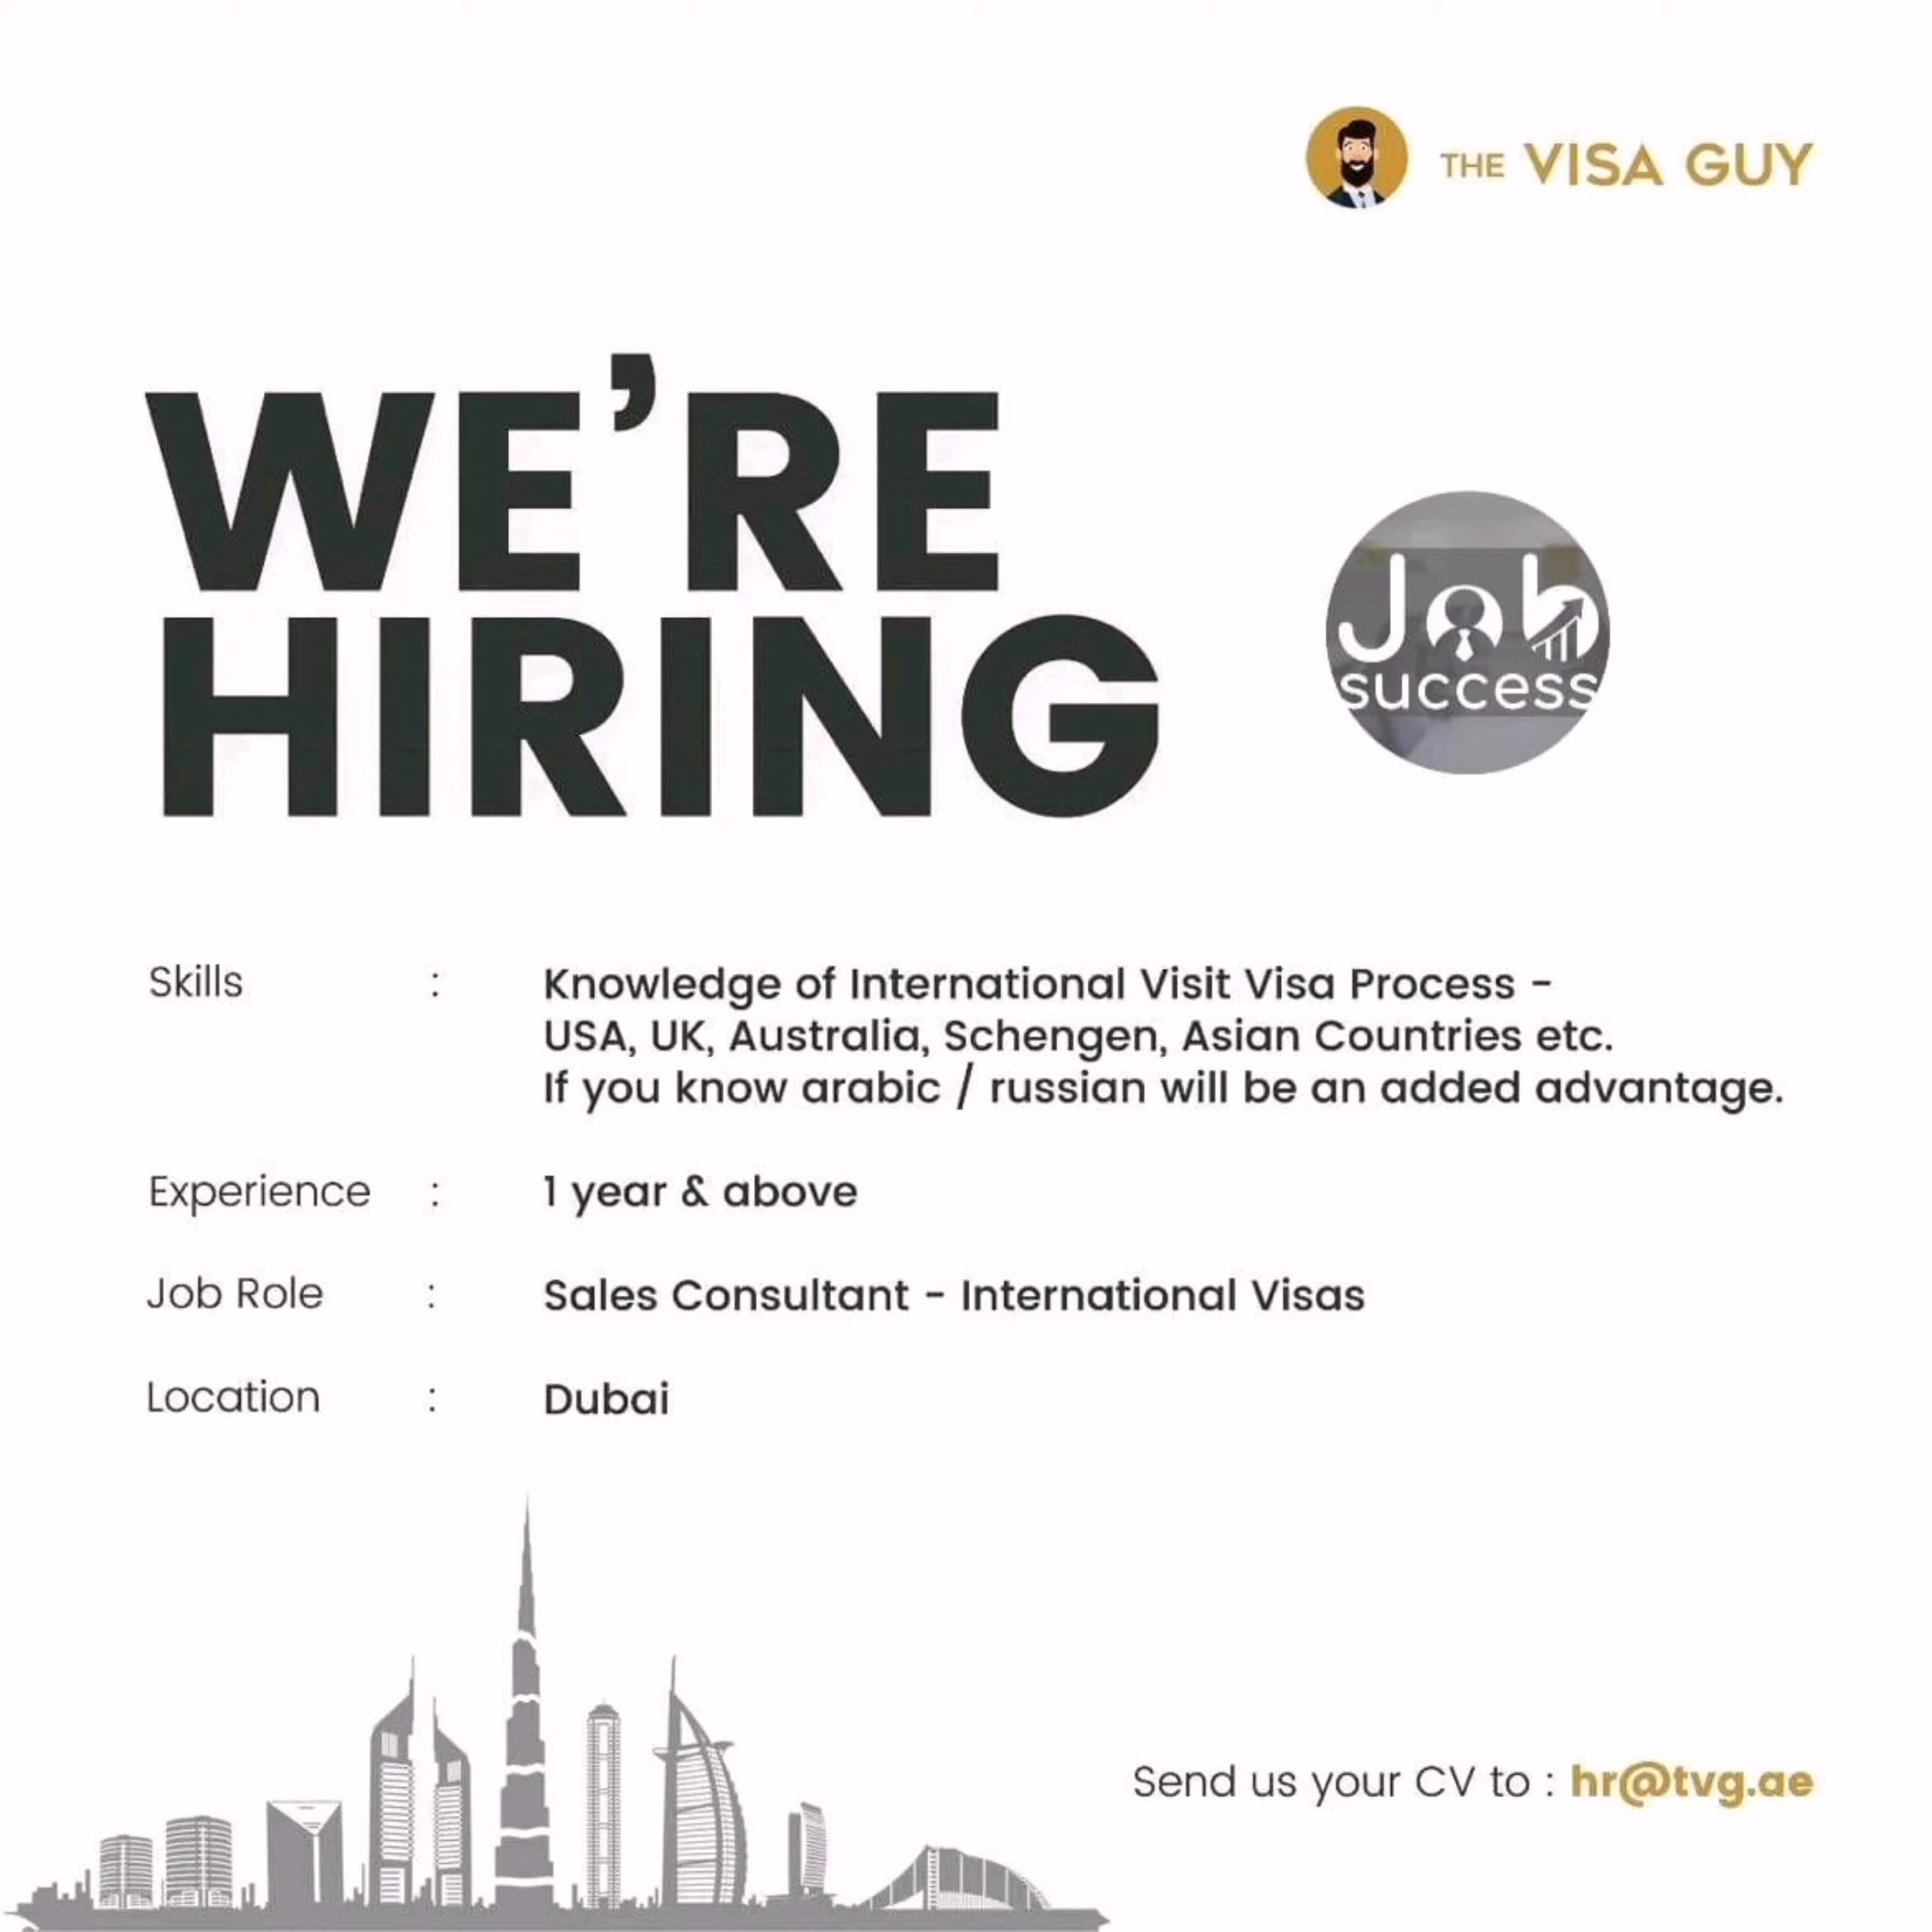 THE VISA GUY
WE'RE
HIRING
Job
success
Skills : Knowledge of International Visit Visa Process -
USA, UK, Australia, Schengen, Asian Countries etc.
If you know arabic / russian will be an added advantage.
Experience : 1 year & above
Job Role : Sales Consultant - International Visas
Location : Dubai
Send us your CV to : hr@tvg.ae